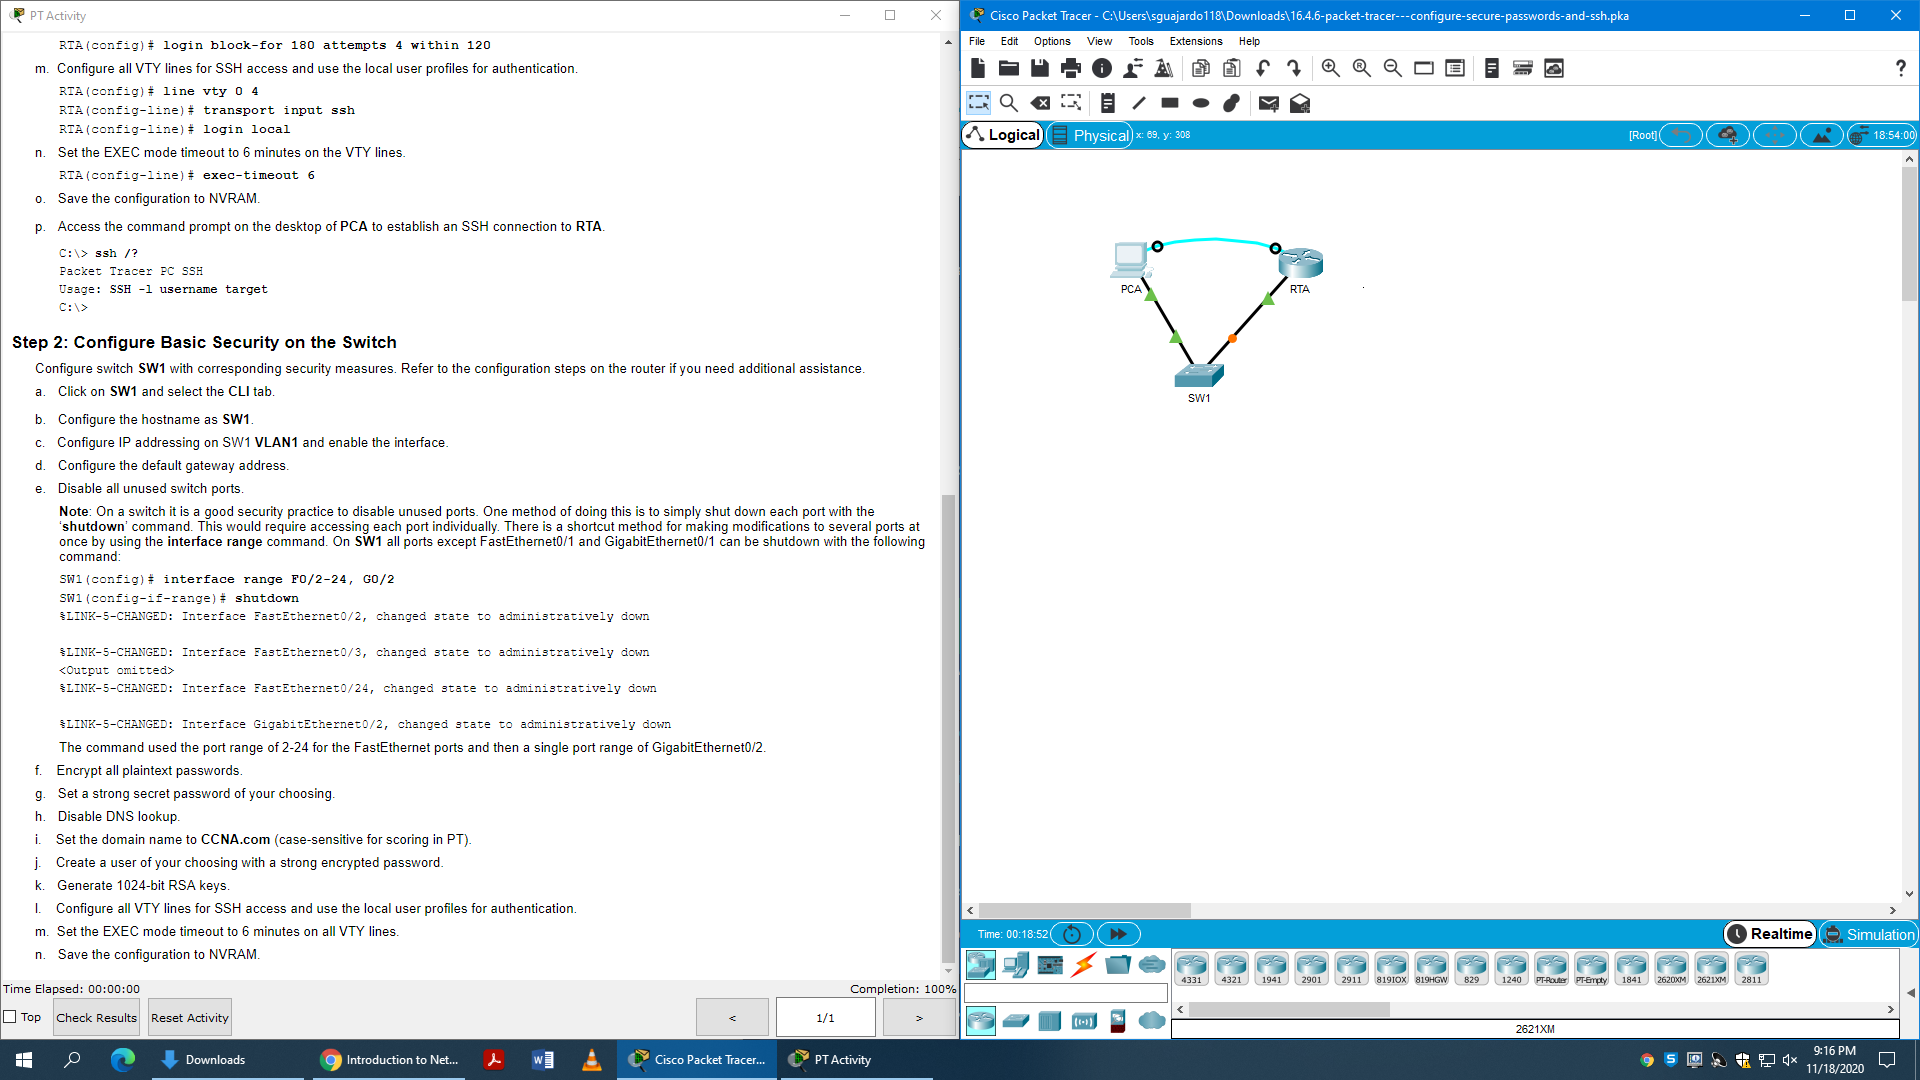 PT Activity
RTA(config)# login block-for 180 attempts 4 within 120
m. Configure all VTY lines for SSH access and use the local user profiles for authentication.
RTA(config)# line vty 0 4
RTA(config-line)# transport input ssh
RTA(config-line)# login local
n. Set the EXEC mode timeout to 6 minutes on the VTY lines.
RTA(config-line)# exec-timeout 6
o. Save the configuration to NVRAM.
p. Access the command prompt on the desktop of PCA to establish an SSH connection to RTA.
C:\> ssh /?
Packet Tracer PC SSH
Usage: SSH -l username target
C:\>
Step 2: Configure Basic Security on the Switch
Configure switch SW1 with corresponding security measures. Refer to the configuration steps on the router if you need additional assistance.
a. Click on SW1 and select the CLI tab.
b. Configure the hostname as SW1.
c. Configure IP addressing on SW1 VLAN1 and enable the interface.
d. Configure the default gateway address.
e. Disable all unused switch ports.
Note: On a switch it is a good security practice to disable unused ports. One method of doing this is to simply shut down each port with the
'shutdown' command. This would require accessing each port individually. There is a shortcut method for making modifications to several ports at
once by using the interface range command. On SW1 all ports except FastEthernet0/1 and GigabitEthernet0/1 can be shutdown with the following
command:
SW1(config)# interface range F0/2-24, G0/2
SW1(config-if-range)# shutdown
%LINK-5-CHANGED: Interface FastEthernet0/2, changed state to administratively down
%LINK-5-CHANGED: Interface FastEthernet0/3, changed state to administratively down
<Output omitted>
%LINK-5-CHANGED: Interface FastEthernet0/24, changed state to administratively down
%LINK-5-CHANGED: Interface GigabitEthernet0/2, changed state to administratively down
The command used the port range of 2-24 for the FastEthernet ports and then a single port range of GigabitEthernet0/2.
f. Encrypt all plaintext passwords.
g. Set a strong secret password of your choosing.
h. Disable DNS lookup.
i. Set the domain name to CCNA.com (case-sensitive for scoring in PT).
j. Create a user of your choosing with a strong encrypted password.
k. Generate 1024-bit RSA keys.
l. Configure all VTY lines for SSH access and use the local user profiles for authentication.
m. Set the EXEC mode timeout to 6 minutes on all VTY lines.
n. Save the configuration to NVRAM.
Time Elapsed: 00:00:00
Completion: 100%
Top
Check Results
Reset Activity
<
1/1
>
Cisco Packet Tracer - C:\Users\sguajardo118\Downloads\16.4.6-packet-tracer---configure-secure-passwords-and-ssh.pka
File Edit Options View Tools Extensions Help
?
Logical
Physical
x: 69, y: 308
[Root]
18:54:00
PCA
RTA
SW1
Time: 00:18:52
Realtime
Simulation
4331 4321 1941 2901 2911 819IOX 819HGW 829 1240 PT-Router PT-Empty 1841 2620XM 2621XM 2811
2621XM
Downloads
Introduction to Net...
Cisco Packet Tracer...
PT Activity
9:16 PM
11/18/2020